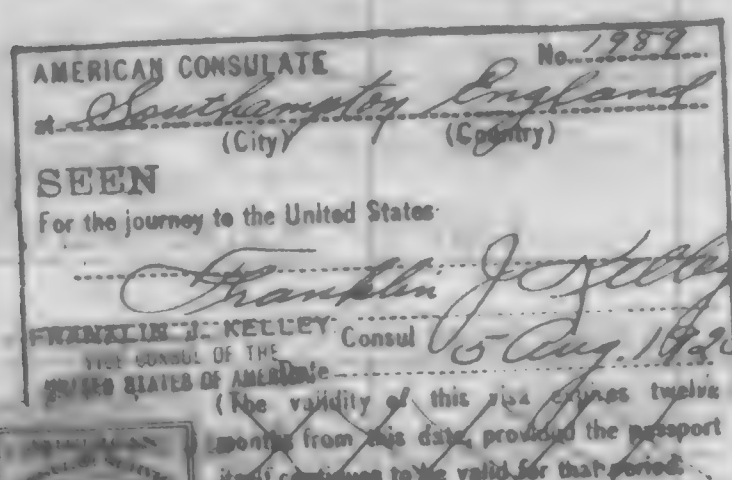 AMERICAN CONSULATE No. 1989
at Southampton England
(City) (Country)
SEEN
For the journey to the United States
Franklin J. Kelley
FRANKLIN J. KELLEY Consul
VICE CONSUL OF THE 5 Aug. 192
UNITED STATES OF AMERICA Date
(The validity of this visa expires twelve
months from this date, provided the passport
itself continues to be valid for that period.